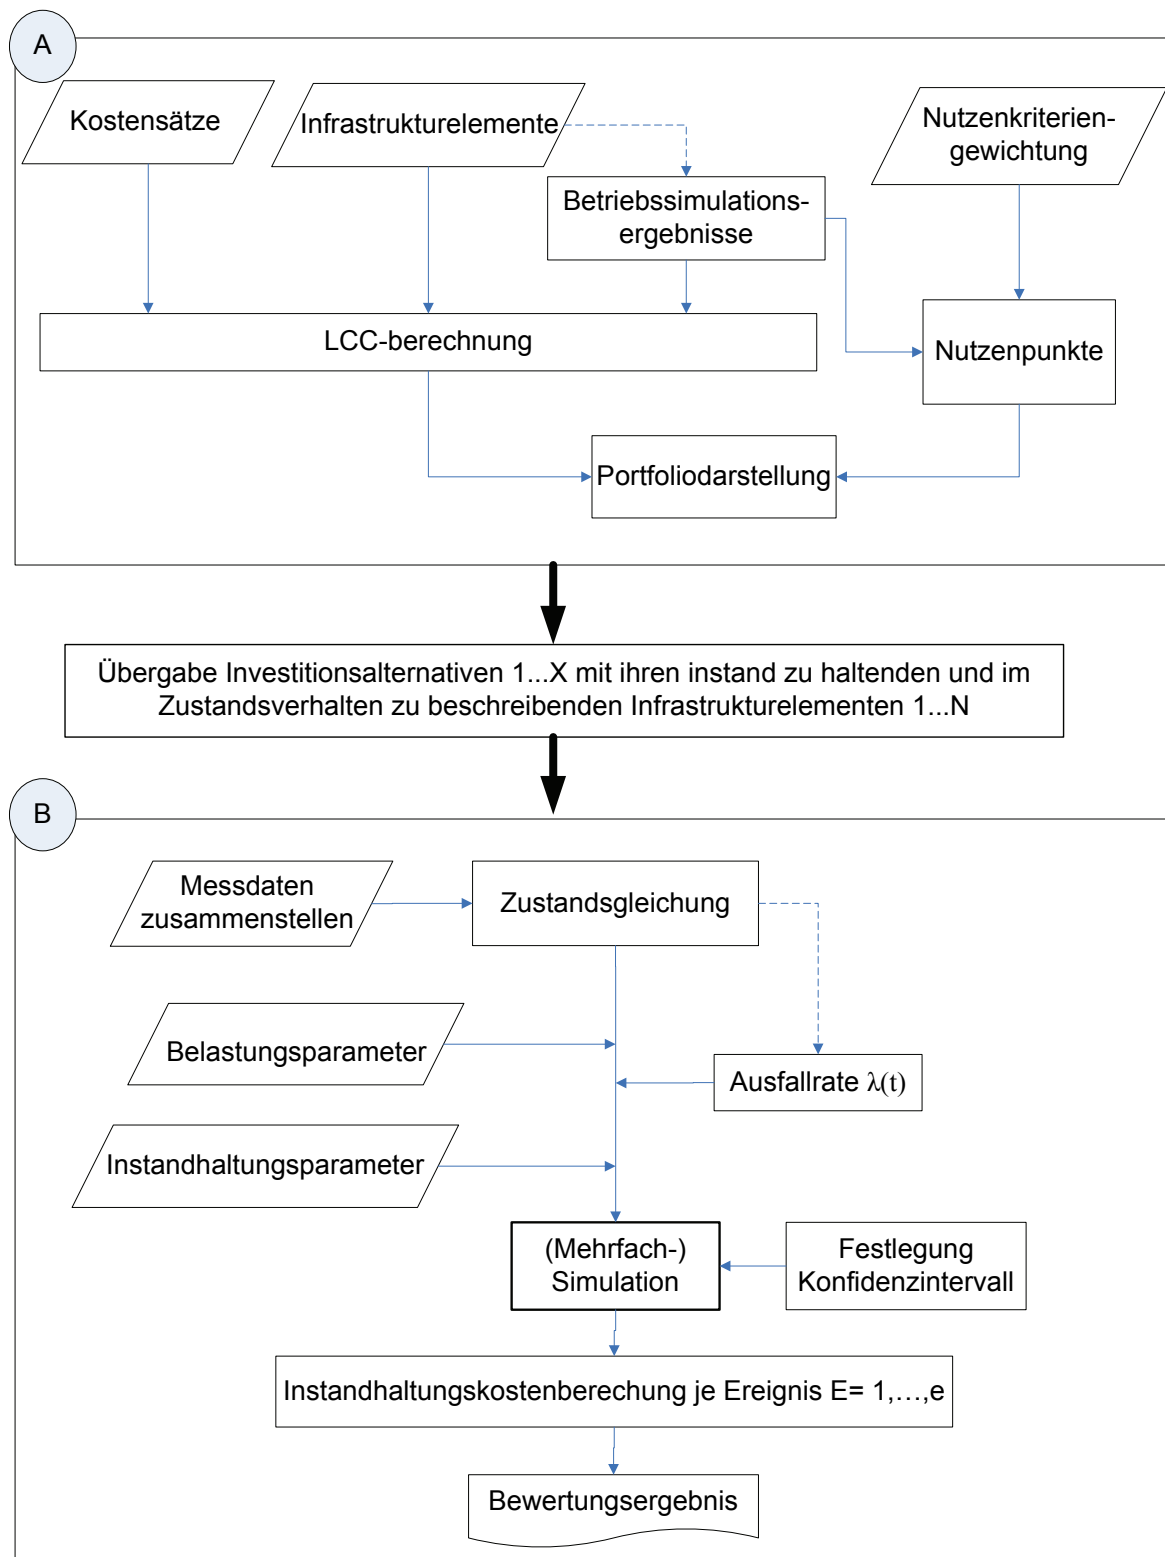 A
Kostensätze
Infrastrukturelemente
Nutzenkriterien-
gewichtung
Betriebssimulations-
ergebnisse
LCC-berechnung
Nutzenpunkte
Portfoliodarstellung
Übergabe Investitionsalternativen 1...X mit ihren instand zu haltenden und im
Zustandsverhalten zu beschreibenden Infrastrukturelementen 1...N
B
Messdaten
zusammenstellen
Zustandsgleichung
Belastungsparameter
Ausfallrate λ(t)
Instandhaltungsparameter
(Mehrfach-)
Simulation
Festlegung
Konfidenzintervall
Instandhaltungskostenberechung je Ereignis E= 1,…,e
Bewertungsergebnis